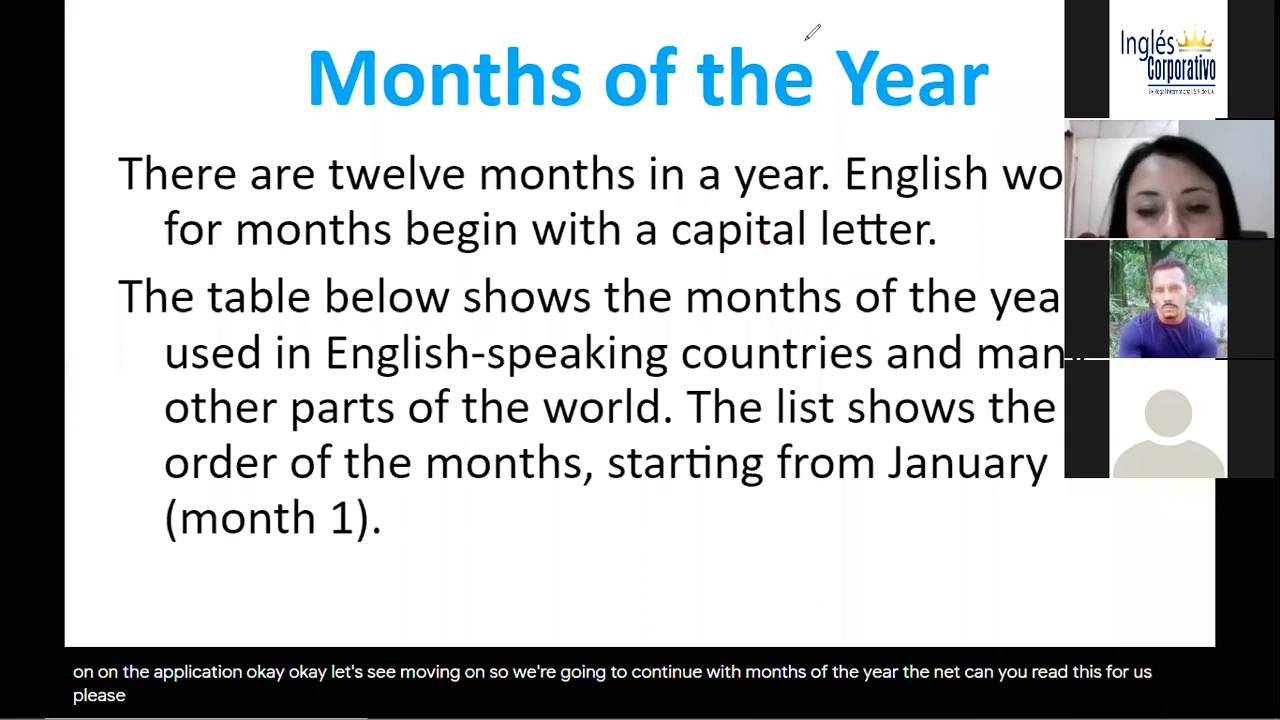 Months of the Year
There are twelve months in a year. English wo
for months begin with a capital letter.
The table below shows the months of the yea
used in English-speaking countries and many
other parts of the world. The list shows the
order of the months, starting from January
(month 1).
Inglés
Corporativo
on on the application okay okay let's see moving on so we're going to continue with months of the year the net can you read this for us
please